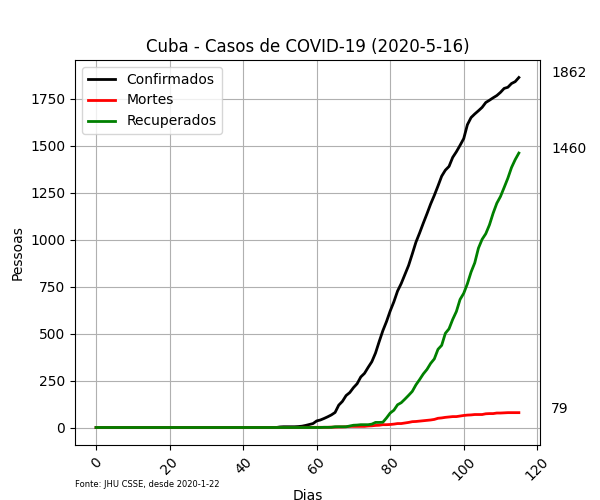 Cuba - Casos de COVID-19 (2020-5-16)
Confirmados
Mortes
Recuperados
1862
1460
79
Pessoas
1750
1500
1250
1000
750
500
250
0
0 20 40 60 80 100 120
Fonte: JHU CSSE, desde 2020-1-22
Dias